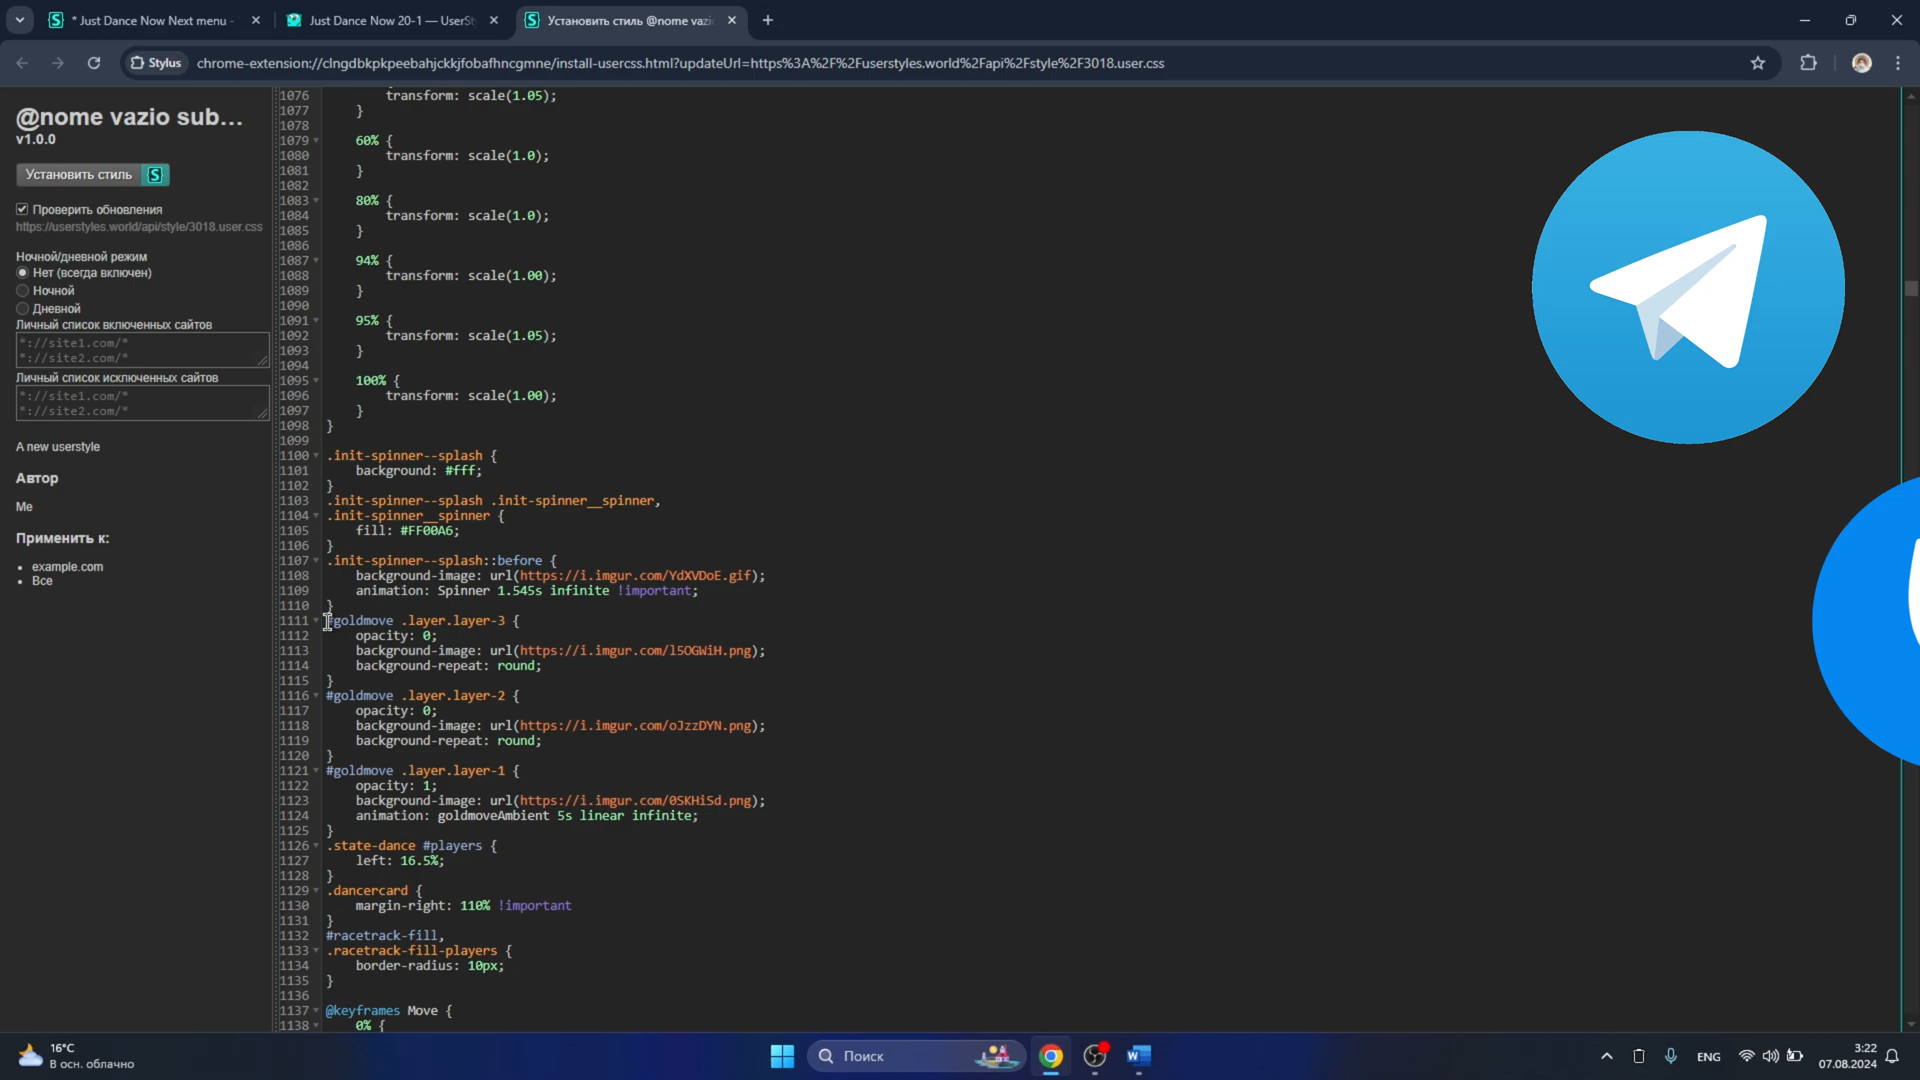 * Just Dance Now Next menu -
Just Dance Now 20-1 — UserSt
Установить стиль @nome vazi
Stylus
chrome-extension://clngdbkpkpeebahjckkjfobafhncgmne/install-usercss.html?updateUrl=https%3A%2F%2Fuserstyles.world%2Fapi%2Fstyle%2F3018.user.css
@nome vazio sub...
v1.0.0
Установить стиль
Проверить обновления
https://userstyles.world/api/style/3018.user.css
Ночной/дневной режим
Нет (всегда включен)
Ночной
Дневной
Личный список включенных сайтов
*://site1.com/*
*://site2.com/*
Личный список исключенных сайтов
*://site1.com/*
*://site2.com/*
A new userstyle
Автор
Me
Применить к:
example.com
Все
1076 transform: scale(1.05);
1077 }
1078
1079 60% {
1080 transform: scale(1.0);
1081 }
1082
1083 80% {
1084 transform: scale(1.0);
1085 }
1086
1087 94% {
1088 transform: scale(1.00);
1089 }
1090
1091 95% {
1092 transform: scale(1.05);
1093 }
1094
1095 100% {
1096 transform: scale(1.00);
1097 }
1098 }
1099
1100 .init-spinner--splash {
1101 background: #fff;
1102 }
1103 .init-spinner--splash .init-spinner__spinner,
1104 .init-spinner__spinner {
1105 fill: #FF00A6;
1106 }
1107 .init-spinner--splash::before {
1108 background-image: url(https://i.imgur.com/YdXVDoE.gif);
1109 animation: Spinner 1.545s infinite !important;
1110 }
1111 #goldmove .layer.layer-3 {
1112 opacity: 0;
1113 background-image: url(https://i.imgur.com/l5OGWiH.png);
1114 background-repeat: round;
1115 }
1116 #goldmove .layer.layer-2 {
1117 opacity: 0;
1118 background-image: url(https://i.imgur.com/oJzzDYN.png);
1119 background-repeat: round;
1120 }
1121 #goldmove .layer.layer-1 {
1122 opacity: 1;
1123 background-image: url(https://i.imgur.com/0SKHiSd.png);
1124 animation: goldmoveAmbient 5s linear infinite;
1125 }
1126 .state-dance #players {
1127 left: 16.5%;
1128 }
1129 .dancercard {
1130 margin-right: 110% !important
1131 }
1132 #racetrack-fill,
1133 .racetrack-fill-players {
1134 border-radius: 10px;
1135 }
1136
1137 @keyframes Move {
1138 0% {
16°C
В осн. облачно
Поиск
ENG
3:22
07.08.2024